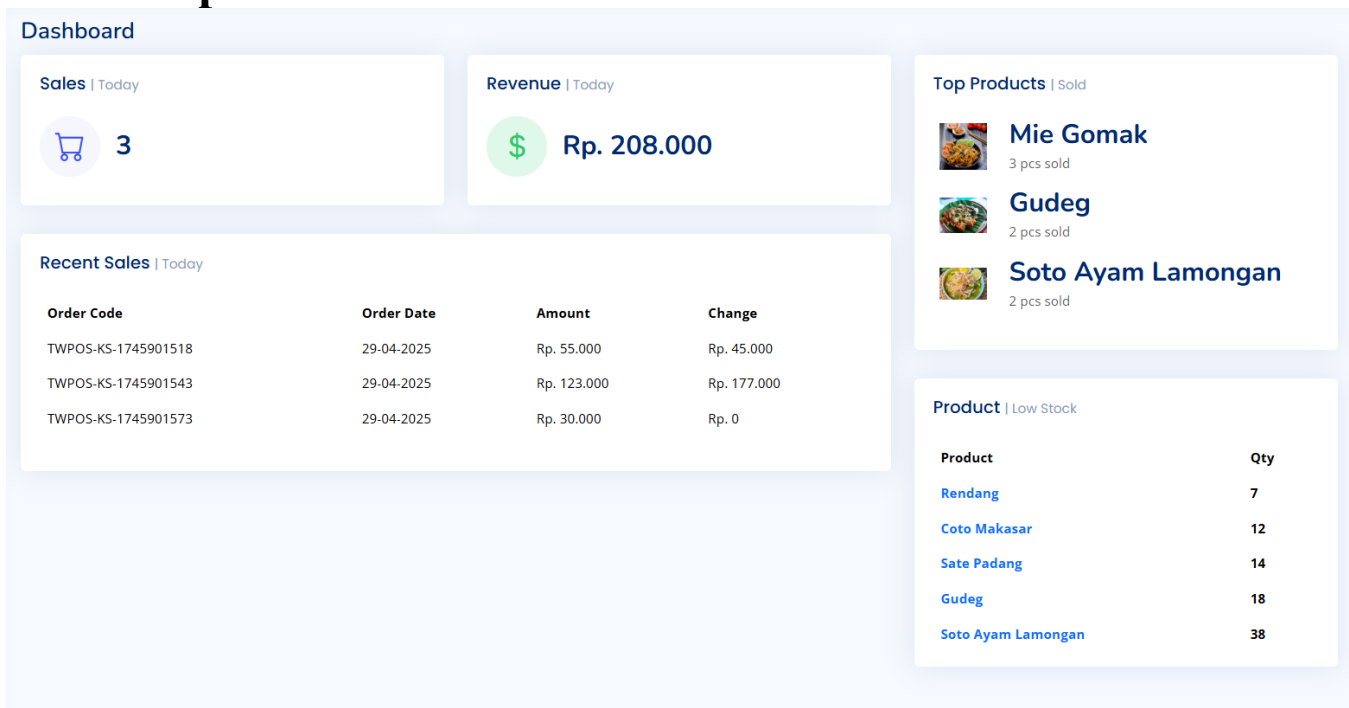 Dashboard
Sales | Today
3
Revenue | Today
$ Rp. 208.000
Recent Sales | Today
Order Code Order Date Amount Change
TWPOS-KS-1745901518 29-04-2025 Rp. 55.000 Rp. 45.000
TWPOS-KS-1745901543 29-04-2025 Rp. 123.000 Rp. 177.000
TWPOS-KS-1745901573 29-04-2025 Rp. 30.000 Rp. 0
Top Products | Sold
Mie Gomak
3 pcs sold
Gudeg
2 pcs sold
Soto Ayam Lamongan
2 pcs sold
Product | Low Stock
Product Qty
Rendang 7
Coto Makasar 12
Sate Padang 14
Gudeg 18
Soto Ayam Lamongan 38